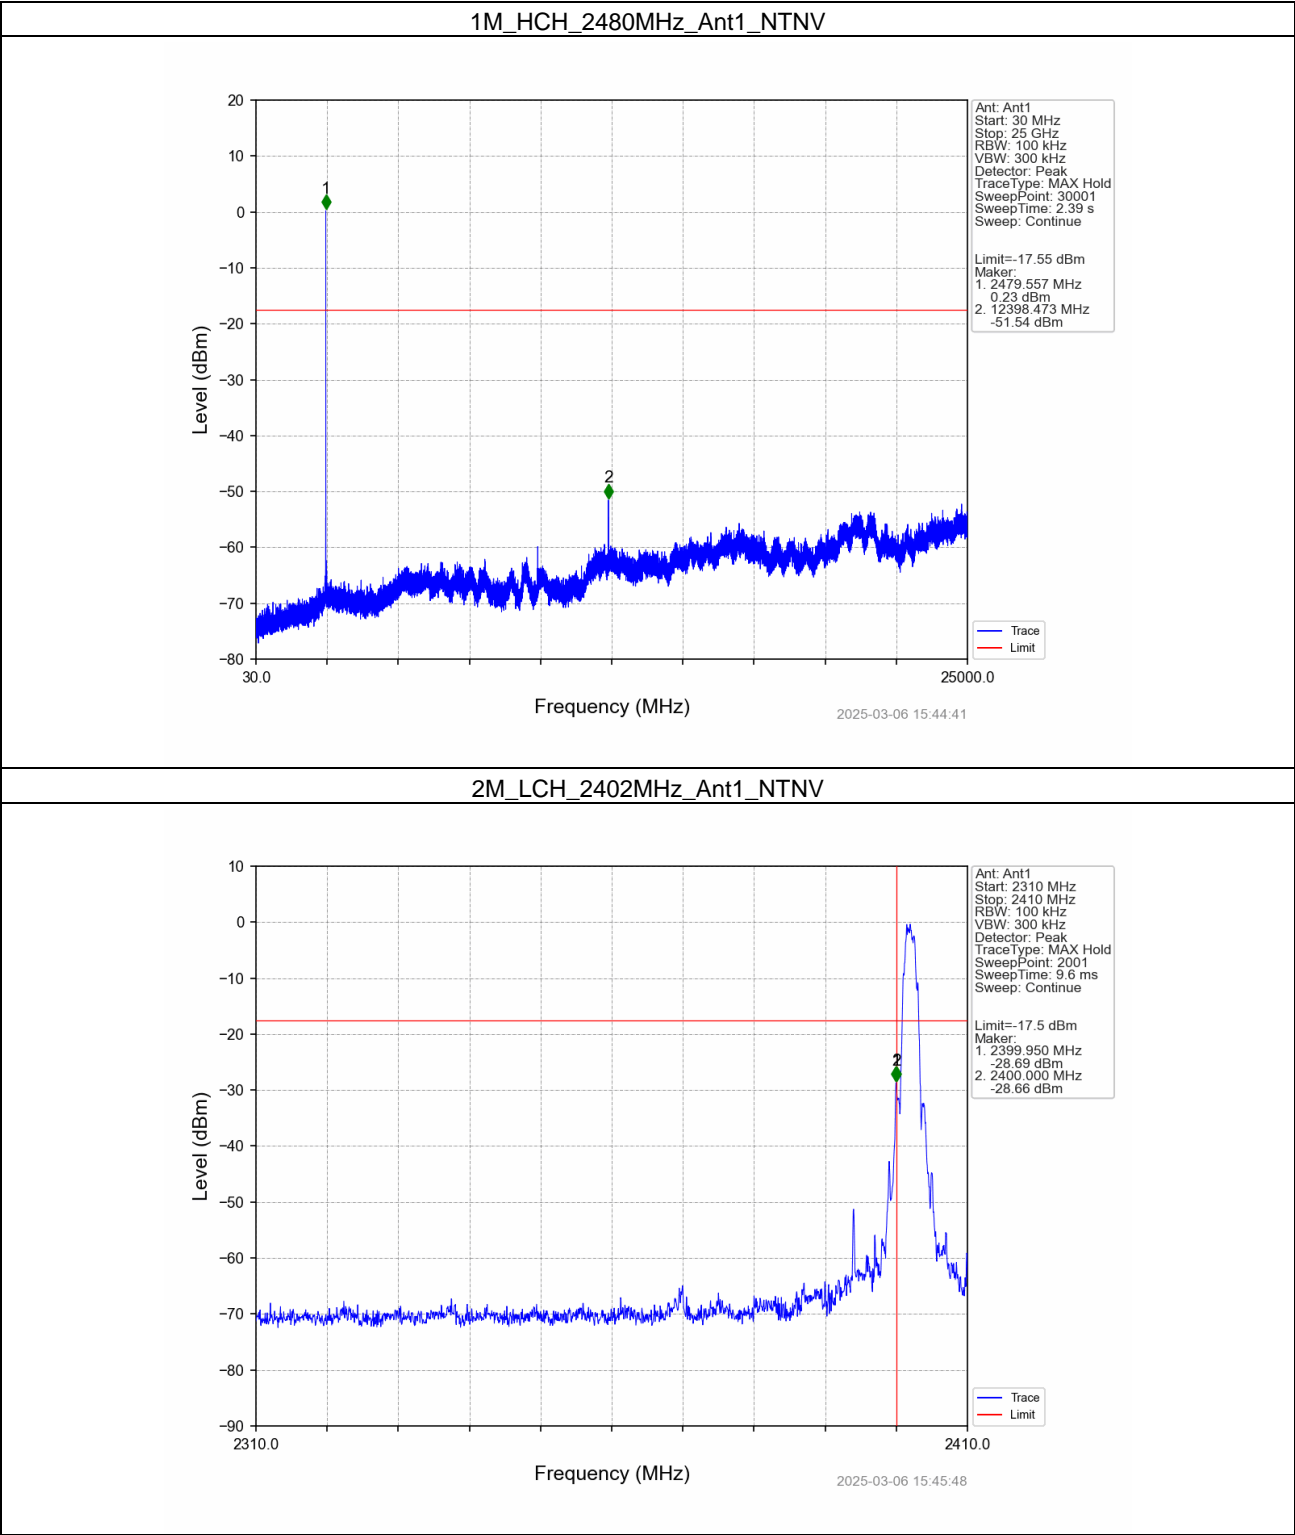 1M_HCH_2480MHz_Ant1_NTNV
20
10
0
−10
−20
−30
−40
−50
−60
−70
−80
Level (dBm)
1
2
30.0
25000.0
Frequency (MHz)
2025-03-06 15:44:41
Ant: Ant1
Start: 30 MHz
Stop: 25 GHz
RBW: 100 kHz
VBW: 300 kHz
Detector: Peak
TraceType: MAX Hold
SweepPoint: 30001
SweepTime: 2.39 s
Sweep: Continue
Limit=-17.55 dBm
Maker:
1. 2479.557 MHz
0.23 dBm
2. 12398.473 MHz
-51.54 dBm
Trace
Limit
2M_LCH_2402MHz_Ant1_NTNV
10
0
−10
−20
−30
−40
−50
−60
−70
−80
−90
Level (dBm)
2
2310.0
2410.0
Frequency (MHz)
2025-03-06 15:45:48
Ant: Ant1
Start: 2310 MHz
Stop: 2410 MHz
RBW: 100 kHz
VBW: 300 kHz
Detector: Peak
TraceType: MAX Hold
SweepPoint: 2001
SweepTime: 9.6 ms
Sweep: Continue
Limit=-17.5 dBm
Maker:
1. 2399.950 MHz
-28.69 dBm
2. 2400.000 MHz
-28.66 dBm
Trace
Limit